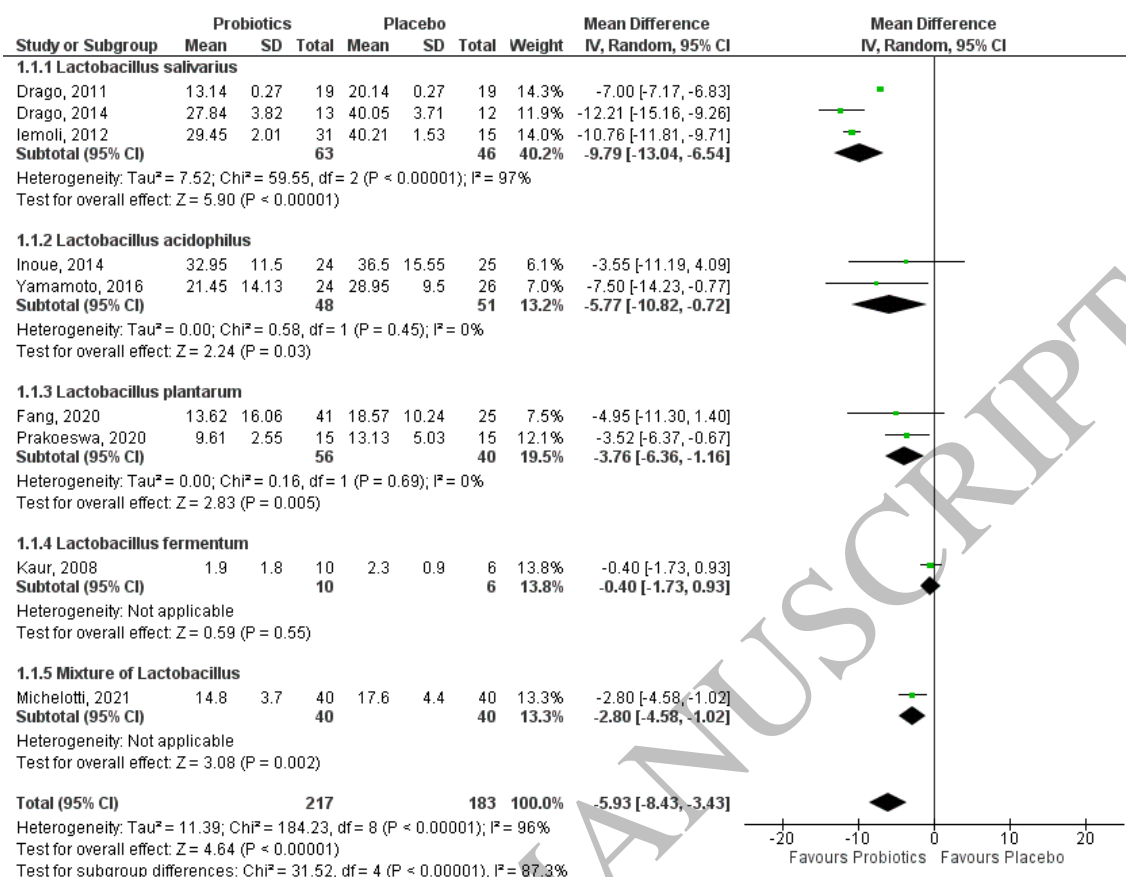 Probiotics Placebo Mean Difference Mean Difference
Study or Subgroup Mean SD Total Mean SD Total Weight IV, Random, 95% CI IV, Random, 95% CI
1.1.1 Lactobacillus salivarius
Drago, 2011 13.14 0.27 19 20.14 0.27 19 14.3% -7.00 [-7.17, -6.83]
Drago, 2014 27.84 3.82 13 40.05 3.71 12 11.9% -12.21 [-15.16, -9.26]
Iemoli, 2012 29.45 2.01 31 40.21 1.53 15 14.0% -10.76 [-11.81, -9.71]
Subtotal (95% CI) 63 46 40.2% -9.79 [-13.04, -6.54]
Heterogeneity: Tau² = 7.52; Chi² = 59.55, df = 2 (P < 0.00001); I² = 97%
Test for overall effect: Z = 5.90 (P < 0.00001)
1.1.2 Lactobacillus acidophilus
Inoue, 2014 32.95 11.5 24 36.5 15.55 25 6.1% -3.55 [-11.19, 4.09]
Yamamoto, 2016 21.45 14.13 24 28.95 9.5 26 7.0% -7.50 [-14.23, -0.77]
Subtotal (95% CI) 48 51 13.2% -5.77 [-10.82, -0.72]
Heterogeneity: Tau² = 0.00; Chi² = 0.58, df = 1 (P = 0.45); I² = 0%
Test for overall effect: Z = 2.24 (P = 0.03)
1.1.3 Lactobacillus plantarum
Fang, 2020 13.62 16.06 41 18.57 10.24 25 7.5% -4.95 [-11.30, 1.40]
Prakoeswa, 2020 9.61 2.55 15 13.13 5.03 15 12.1% -3.52 [-6.37, -0.67]
Subtotal (95% CI) 56 40 19.5% -3.76 [-6.36, -1.16]
Heterogeneity: Tau² = 0.00; Chi² = 0.16, df = 1 (P = 0.69); I² = 0%
Test for overall effect: Z = 2.83 (P = 0.005)
1.1.4 Lactobacillus fermentum
Kaur, 2008 1.9 1.8 10 2.3 0.9 6 13.8% -0.40 [-1.73, 0.93]
Subtotal (95% CI) 10 6 13.8% -0.40 [-1.73, 0.93]
Heterogeneity: Not applicable
Test for overall effect: Z = 0.59 (P = 0.55)
1.1.5 Mixture of Lactobacillus
Michelotti, 2021 14.8 3.7 40 17.6 4.4 40 13.3% -2.80 [-4.58, -1.02]
Subtotal (95% CI) 40 40 13.3% -2.80 [-4.58, -1.02]
Heterogeneity: Not applicable
Test for overall effect: Z = 3.08 (P = 0.002)
Total (95% CI) 217 183 100.0% -5.93 [-8.43, -3.43]
Heterogeneity: Tau² = 11.39; Chi² = 184.23, df = 8 (P < 0.00001); I² = 96%
Test for overall effect: Z = 4.64 (P < 0.00001)
Test for subgroup differences: Chi² = 31.52, df = 4 (P < 0.00001), I² = 87.3%
-20 -10 0 10 20
Favours Probiotics Favours Placebo
ANUSCRIPT